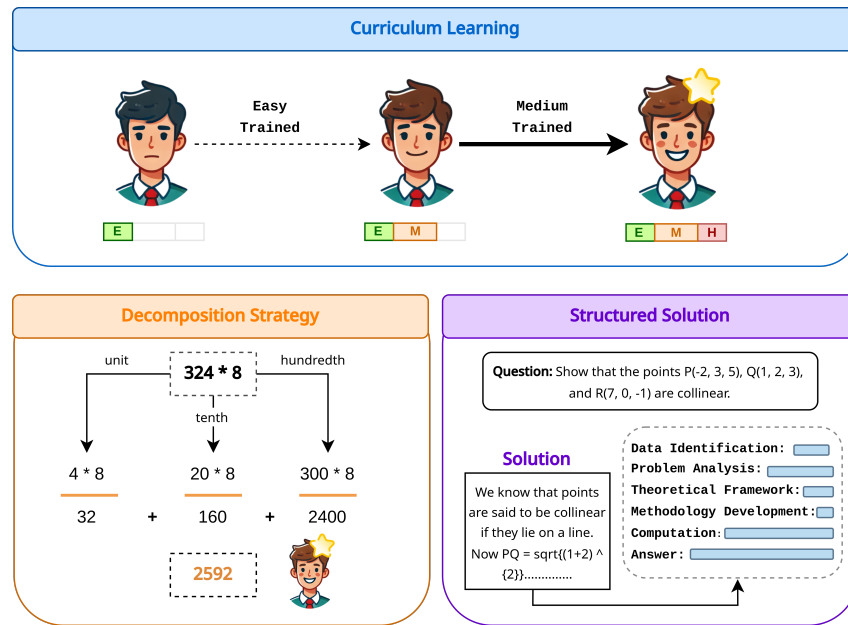 Curriculum Learning
Easy
Trained
Medium
Trained
E
E M
E M H
Decomposition Strategy
unit
324 * 8
hundredth
tenth
4 * 8
20 * 8
300 * 8
32 + 160 + 2400
2592
Structured Solution
Question: Show that the points P(-2, 3, 5), Q(1, 2, 3),
and R(7, 0, -1) are collinear.
Solution
We know that points
are said to be collinear
if they lie on a line.
Now PQ = sqrt{(1+2) ^
{2}}..............
Data Identification:
Problem Analysis:
Theoretical Framework:
Methodology Development:
Computation:
Answer: